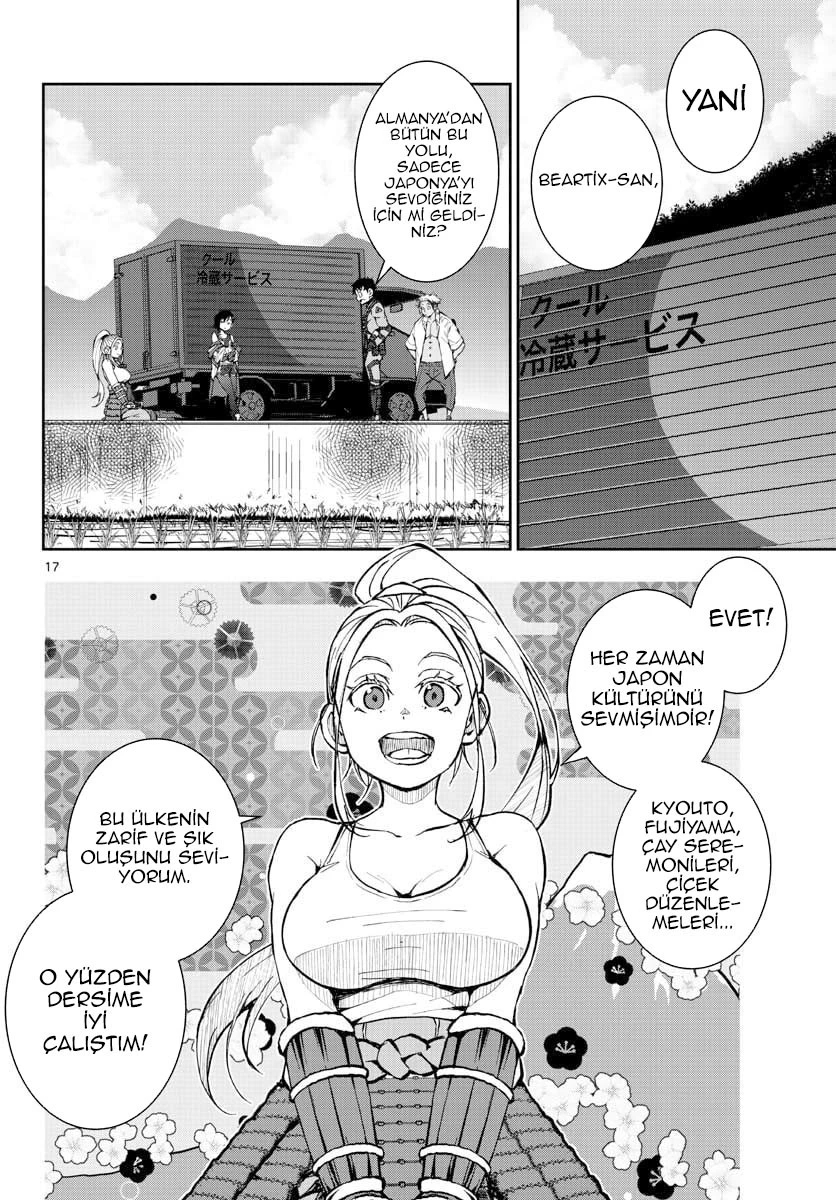 YANİ
BEARTİX-SAN,
クール
冷蔵サービス
ALMANYA'DAN
BÜTÜN BU
YOLU,
SADECE
JAPONYA'YI
SEVDİĞİNİZ
İÇİN Mİ GELDİ-
NİZ?
クール
冷蔵サービス
17
EVET!
HER ZAMAN
JAPON
KÜLTÜRÜNÜ
SEVMİŞİMDİR!
KYOUTO,
FUJİYAMA,
ÇAY SERE-
MONİLERİ,
ÇİÇEK
DÜZENLE-
MELERİ...
BU ÜLKENİN
ZARİF VE ŞIK
OLUŞUNU SEVİ-
YORUM.
O YÜZDEN
DERSİME
İYİ
ÇALIŞTIM!